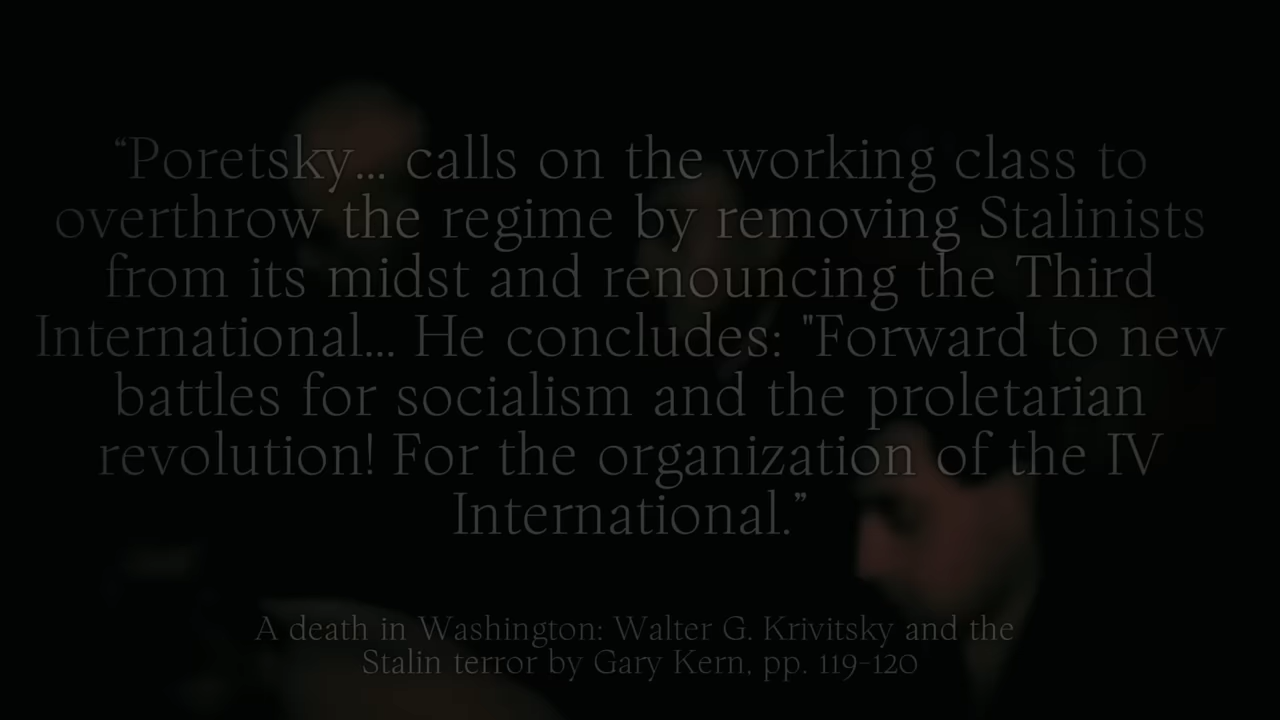 “Poretsky... calls on the working class to
overthrow the regime by removing Stalinists
from its midst and renouncing the Third
International... He concludes: "Forward to new
battles for socialism and the proletarian
revolution! For the organization of the IV
International.”
A death in Washington: Walter G. Krivitsky and the
Stalin terror by Gary Kern, pp. 119-120